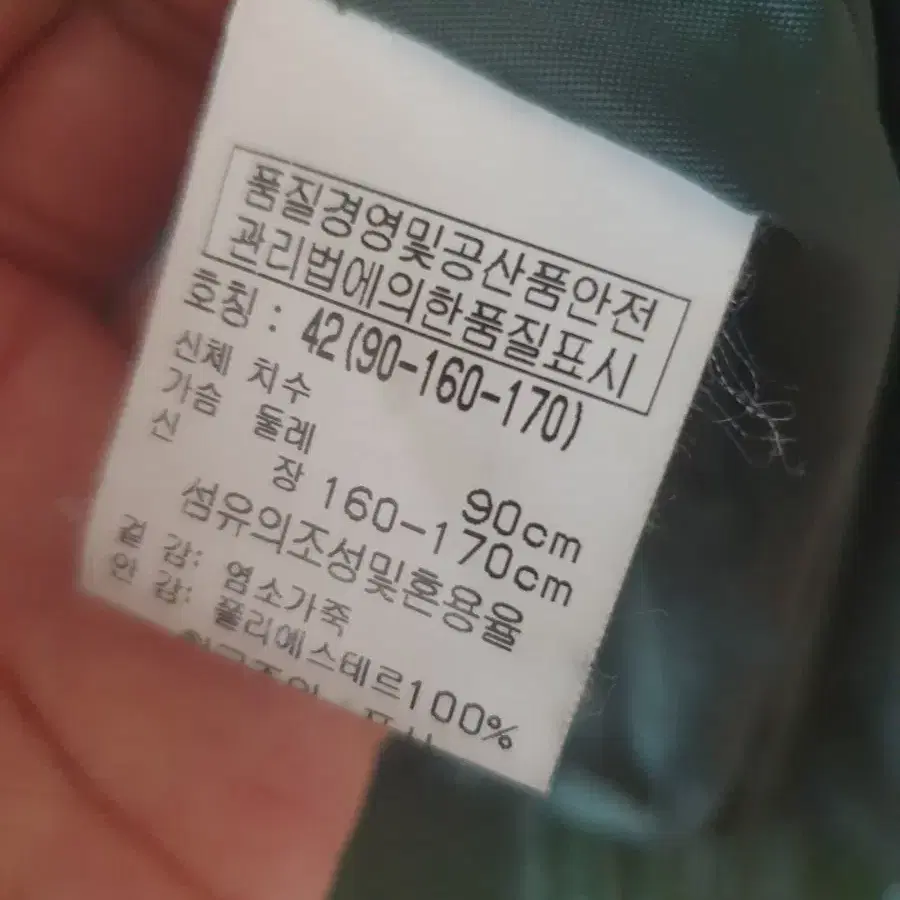 품질경영및공산품안전
관리법에의한품질표시
호칭 : 42(90-160-170)
신체 치수
가슴 둘레 90cm
신 장 160-170cm
섬유의조성및혼용율
겉 감: 염소가죽
안 감: 폴리에스테르100%